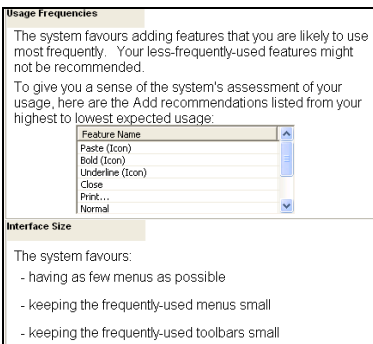 Usage Frequencies
The system favours adding features that you are likely to use
most frequently. Your less-frequently-used features might
not be recommended.
To give you a sense of the system's assessment of your
usage, here are the Add recommendations listed from your
highest to lowest expected usage:
Feature Name
Paste (Icon)
Bold (Icon)
Underline (Icon)
Close
Print...
Normal
Interface Size
The system favours:
- having as few menus as possible
- keeping the frequently-used menus small
- keeping the frequently-used toolbars small